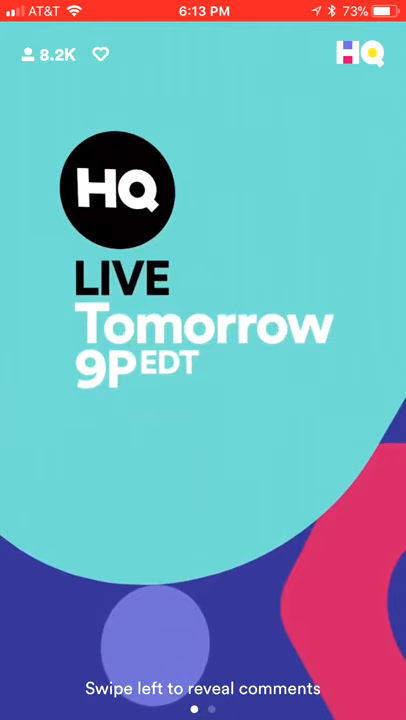 AT&T 6:13 PM 73%
8.2K HQ
HQ
LIVE
Tomorrow
9P EDT
Swipe left to reveal comments